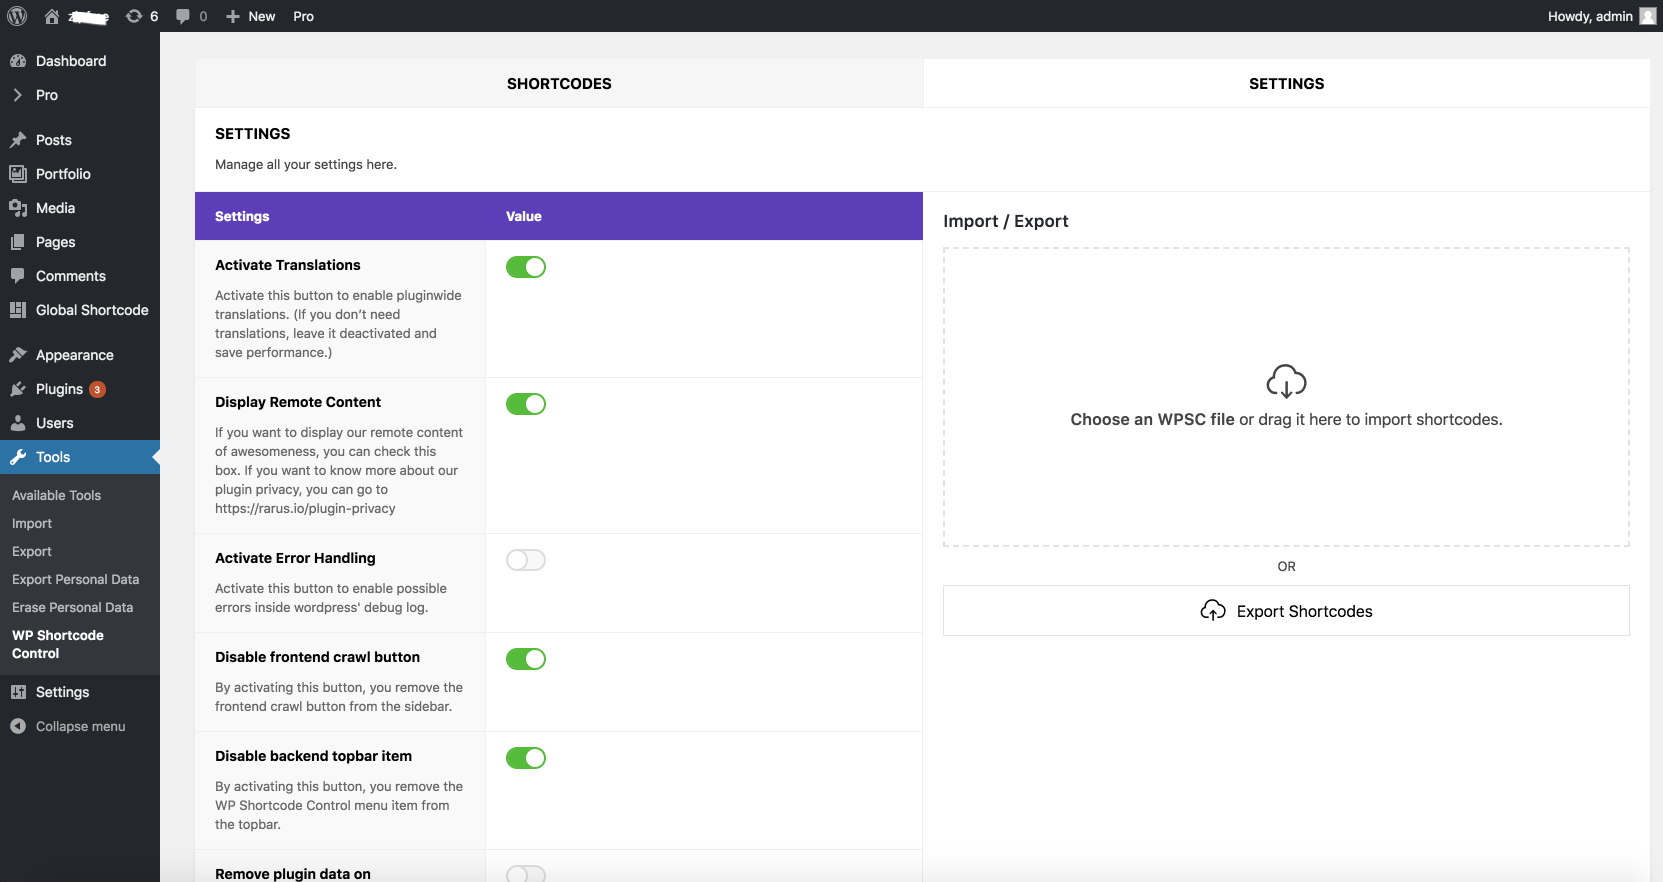 6
0
New
Pro
Howdy, admin
Dashboard
Pro
Posts
Portfolio
Media
Pages
Comments
Global Shortcode
Appearance
Plugins 3
Users
Tools
Available Tools
Import
Export
Export Personal Data
Erase Personal Data
WP Shortcode
Control
Settings
Collapse menu
SHORTCODES
SETTINGS
SETTINGS
Manage all your settings here.
Settings
Value
Activate Translations
Activate this button to enable pluginwide
translations. (If you don’t need
translations, leave it deactivated and
save performance.)
Display Remote Content
If you want to display our remote content
of awesomeness, you can check this
box. If you want to know more about our
plugin privacy, you can go to
https://rarus.io/plugin-privacy
Activate Error Handling
Activate this button to enable possible
errors inside wordpress' debug log.
Disable frontend crawl button
By activating this button, you remove the
frontend crawl button from the sidebar.
Disable backend topbar item
By activating this button, you remove the
WP Shortcode Control menu item from
the topbar.
Remove plugin data on
Import / Export
Choose an WPSC file or drag it here to import shortcodes.
OR
Export Shortcodes